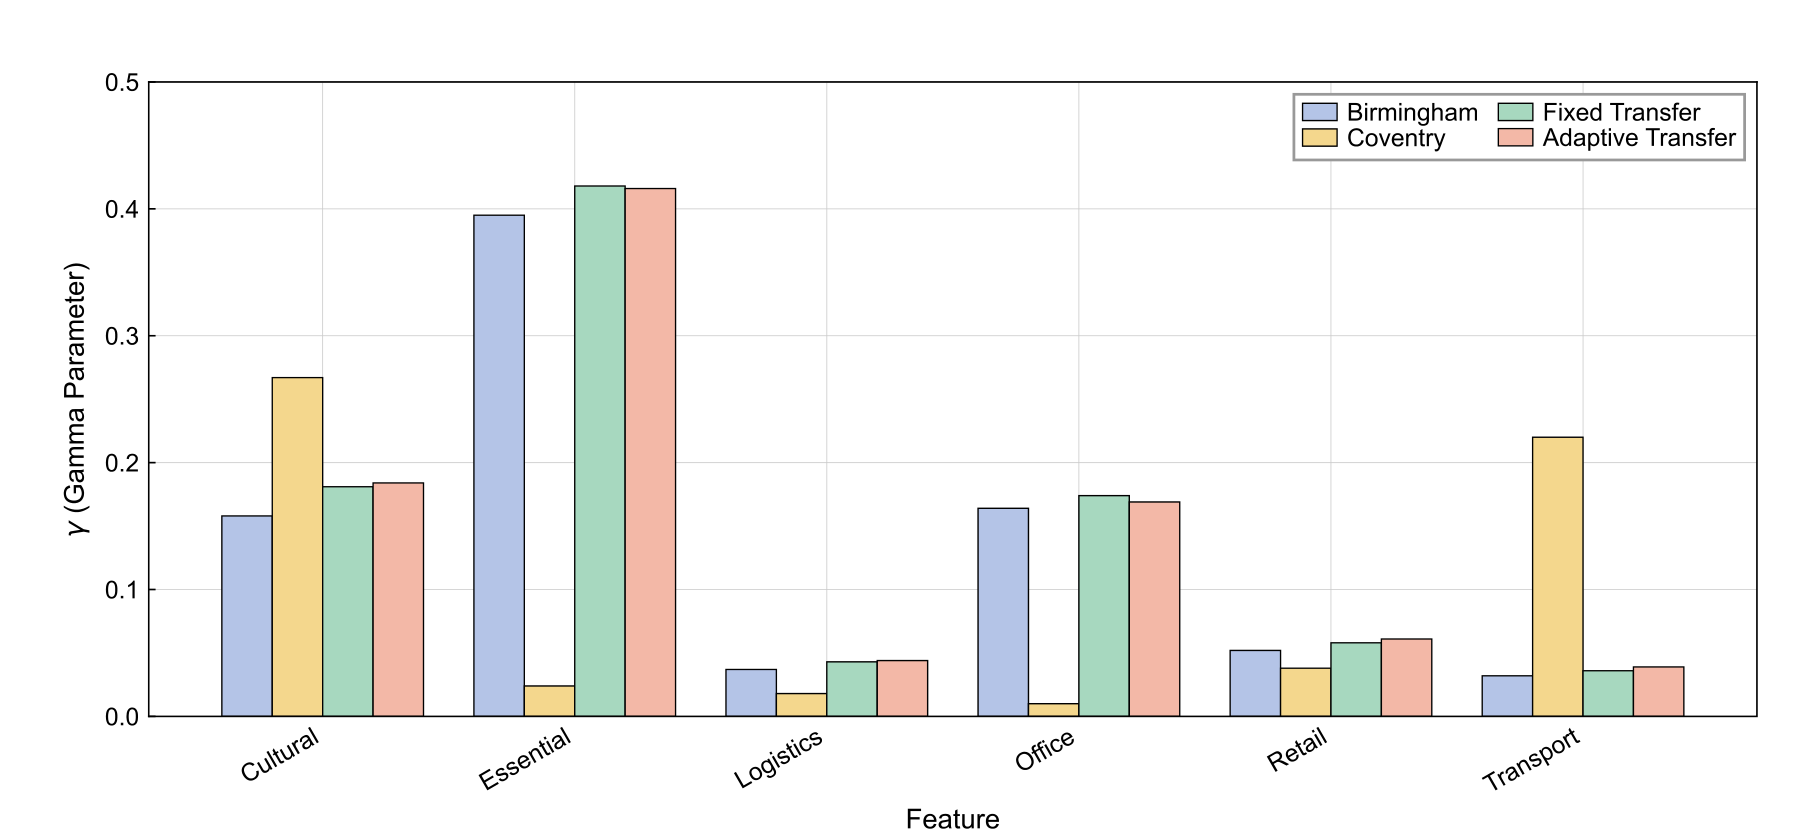 0.5
0.4
0.3
0.2
0.1
0.0
γ (Gamma Parameter)
Birmingham
Coventry
Fixed Transfer
Adaptive Transfer
Cultural
Essential
Logistics
Office
Retail
Transport
Feature